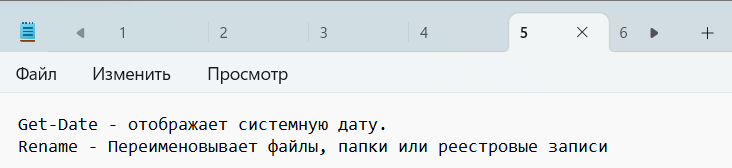 1 2 3 4 5 6
Файл Изменить Просмотр
Get-Date - отображает системную дату.
Rename - Переименовывает файлы, папки или реестровые записи